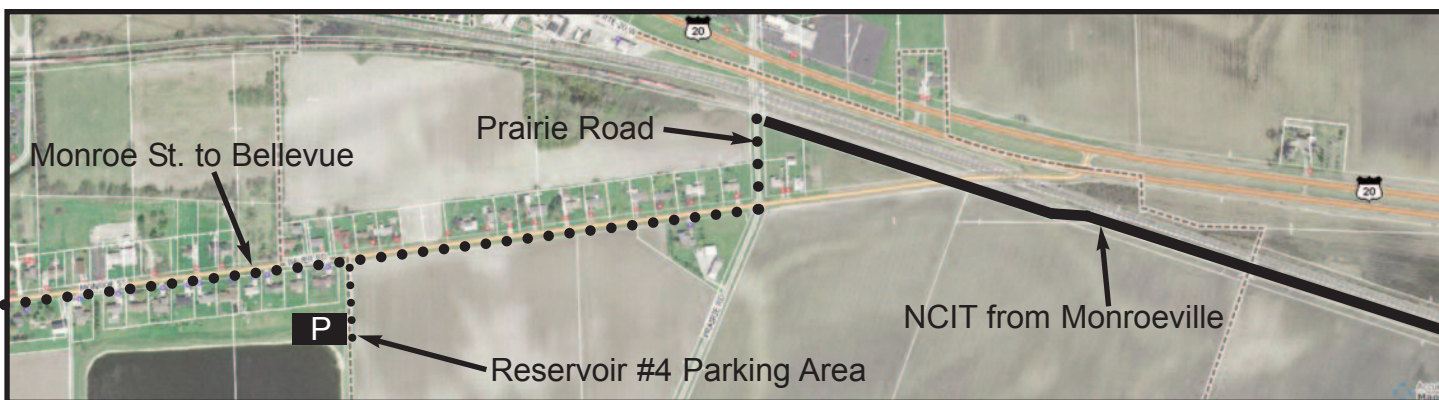 20
Prairie Road
Monroe St. to Bellevue
20
NCIT from Monroeville
P
Reservoir #4 Parking Area